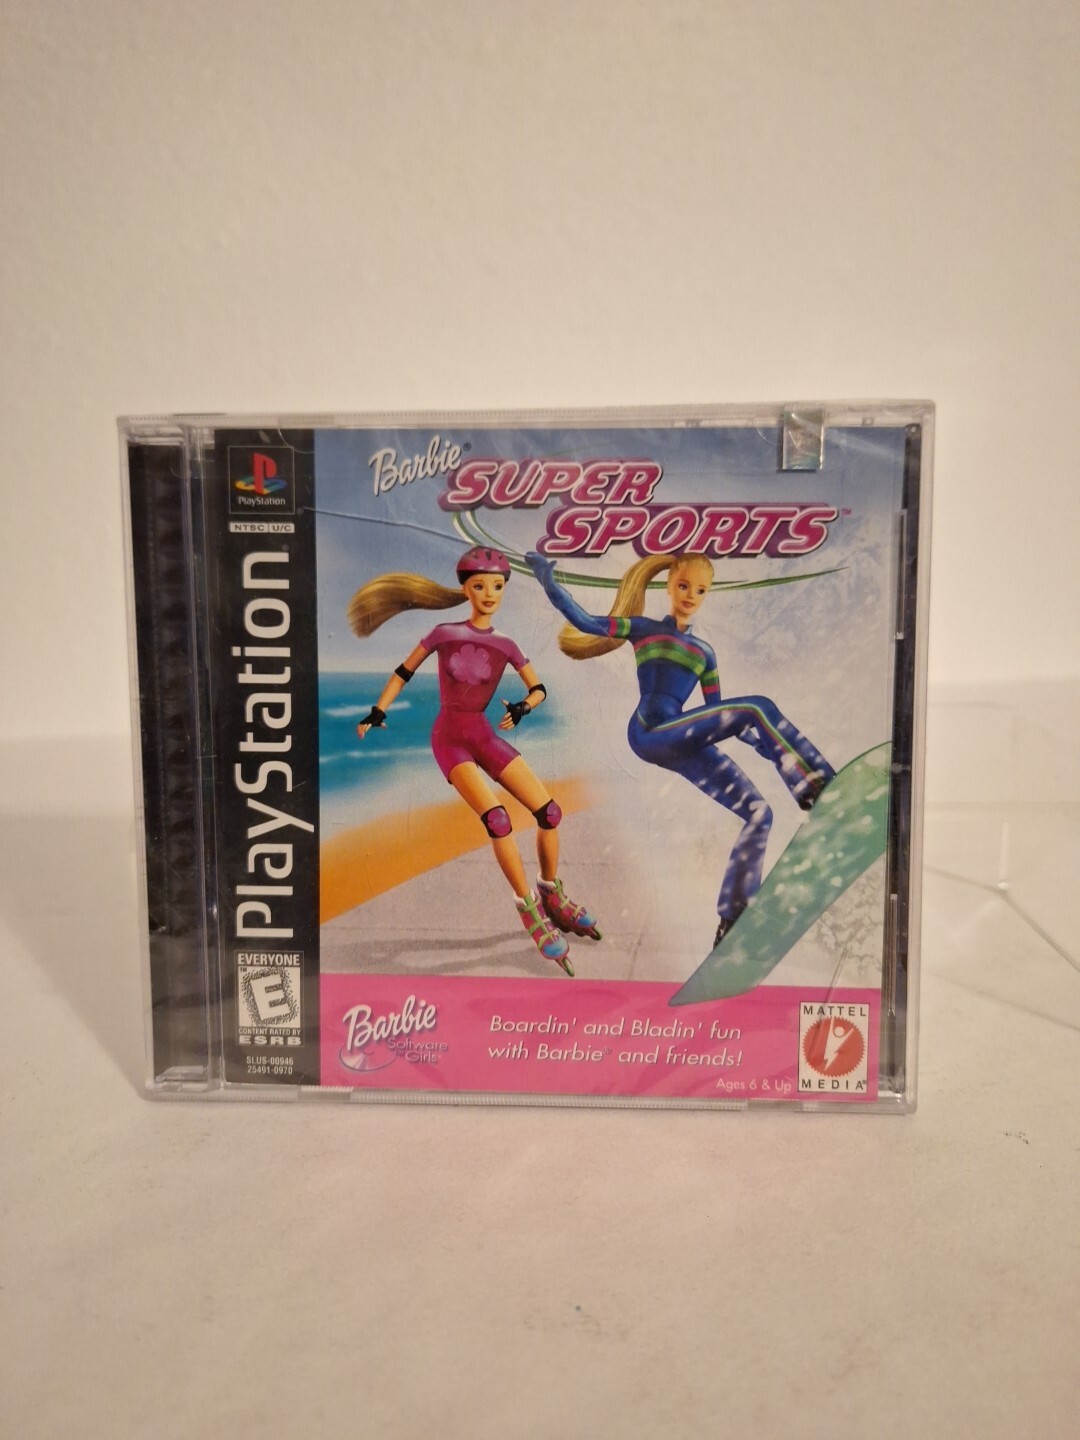 Barbie®
SUPER
SPORTS™
PlayStation
NTSC U/C
PlayStation
EVERYONE
E
CONTENT RATED BY
ESRB
SLUS-00946
25491-0970
Barbie
Software
for Girls
Boardin' and Bladin' fun
with Barbie® and friends!
Ages 6 & Up
MATTEL
MEDIA®